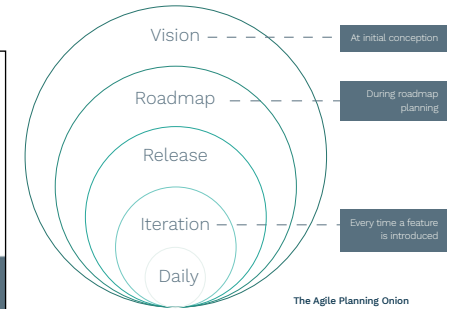 Vision
At initial conception
Roadmap
During roadmap
planning
Release
Iteration
Every time a feature
is introduced
Daily
The Agile Planning Onion